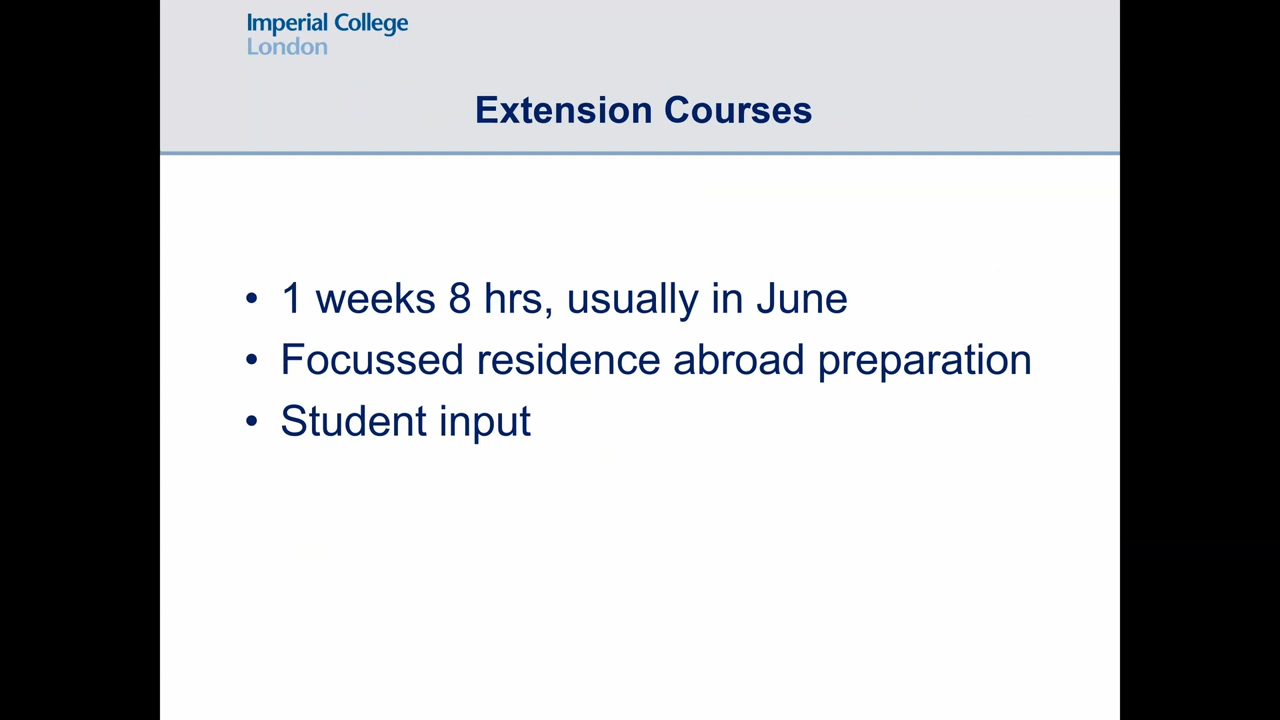 Imperial College
London
Extension Courses
• 1 weeks 8 hrs, usually in June
• Focussed residence abroad preparation
• Student input